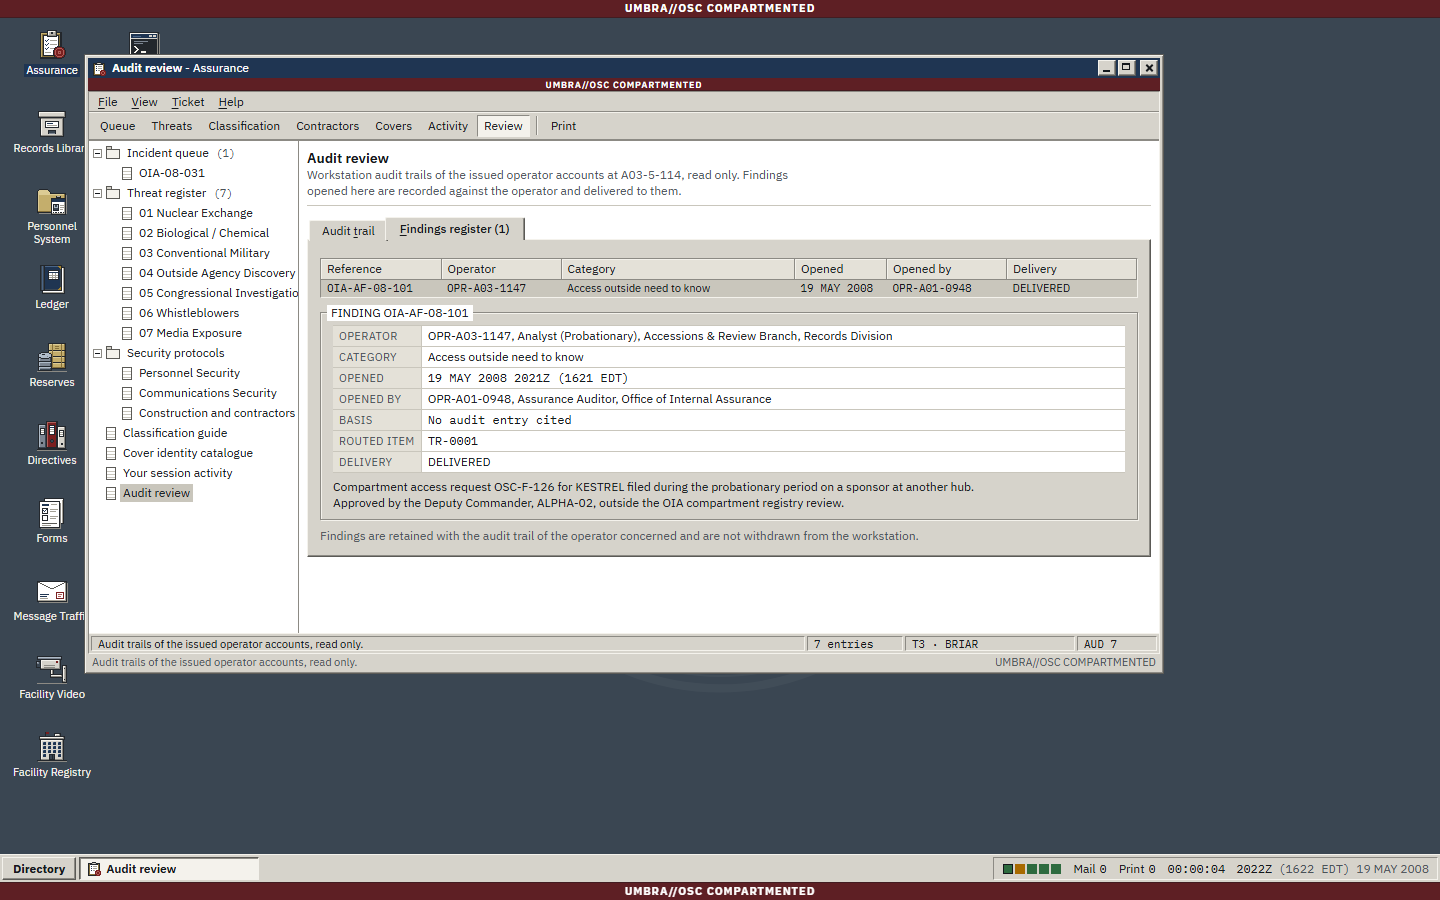 UMBRA//OSC COMPARTMENTED
Assurance
Records Librar
Personnel
System
Ledger
Reserves
Directives
Forms
Message Traffi
Facility Video
Facility Registry
Audit review - Assurance
UMBRA//OSC COMPARTMENTED
File View Ticket Help
Queue Threats Classification Contractors Covers Activity Review Print
Incident queue (1)
OIA-08-031
Threat register (7)
01 Nuclear Exchange
02 Biological / Chemical
03 Conventional Military
04 Outside Agency Discovery
05 Congressional Investigatio
06 Whistleblowers
07 Media Exposure
Security protocols
Personnel Security
Communications Security
Construction and contractors
Classification guide
Cover identity catalogue
Your session activity
Audit review
Audit review
Workstation audit trails of the issued operator accounts at A03-5-114, read only. Findings
opened here are recorded against the operator and delivered to them.
Audit trail Findings register (1)
Reference Operator Category Opened Opened by Delivery
OIA-AF-08-101 OPR-A03-1147 Access outside need to know 19 MAY 2008 OPR-A01-0948 DELIVERED
FINDING OIA-AF-08-101
OPERATOR OPR-A03-1147, Analyst (Probationary), Accessions & Review Branch, Records Division
CATEGORY Access outside need to know
OPENED 19 MAY 2008 2021Z (1621 EDT)
OPENED BY OPR-A01-0948, Assurance Auditor, Office of Internal Assurance
BASIS No audit entry cited
ROUTED ITEM TR-0001
DELIVERY DELIVERED
Compartment access request OSC-F-126 for KESTREL filed during the probationary period on a sponsor at another hub.
Approved by the Deputy Commander, ALPHA-02, outside the OIA compartment registry review.
Findings are retained with the audit trail of the operator concerned and are not withdrawn from the workstation.
Audit trails of the issued operator accounts, read only. 7 entries T3 · BRIAR AUD 7
Audit trails of the issued operator accounts, read only. UMBRA//OSC COMPARTMENTED
Directory Audit review Mail 0 Print 0 00:00:04 2022Z (1622 EDT) 19 MAY 2008
UMBRA//OSC COMPARTMENTED